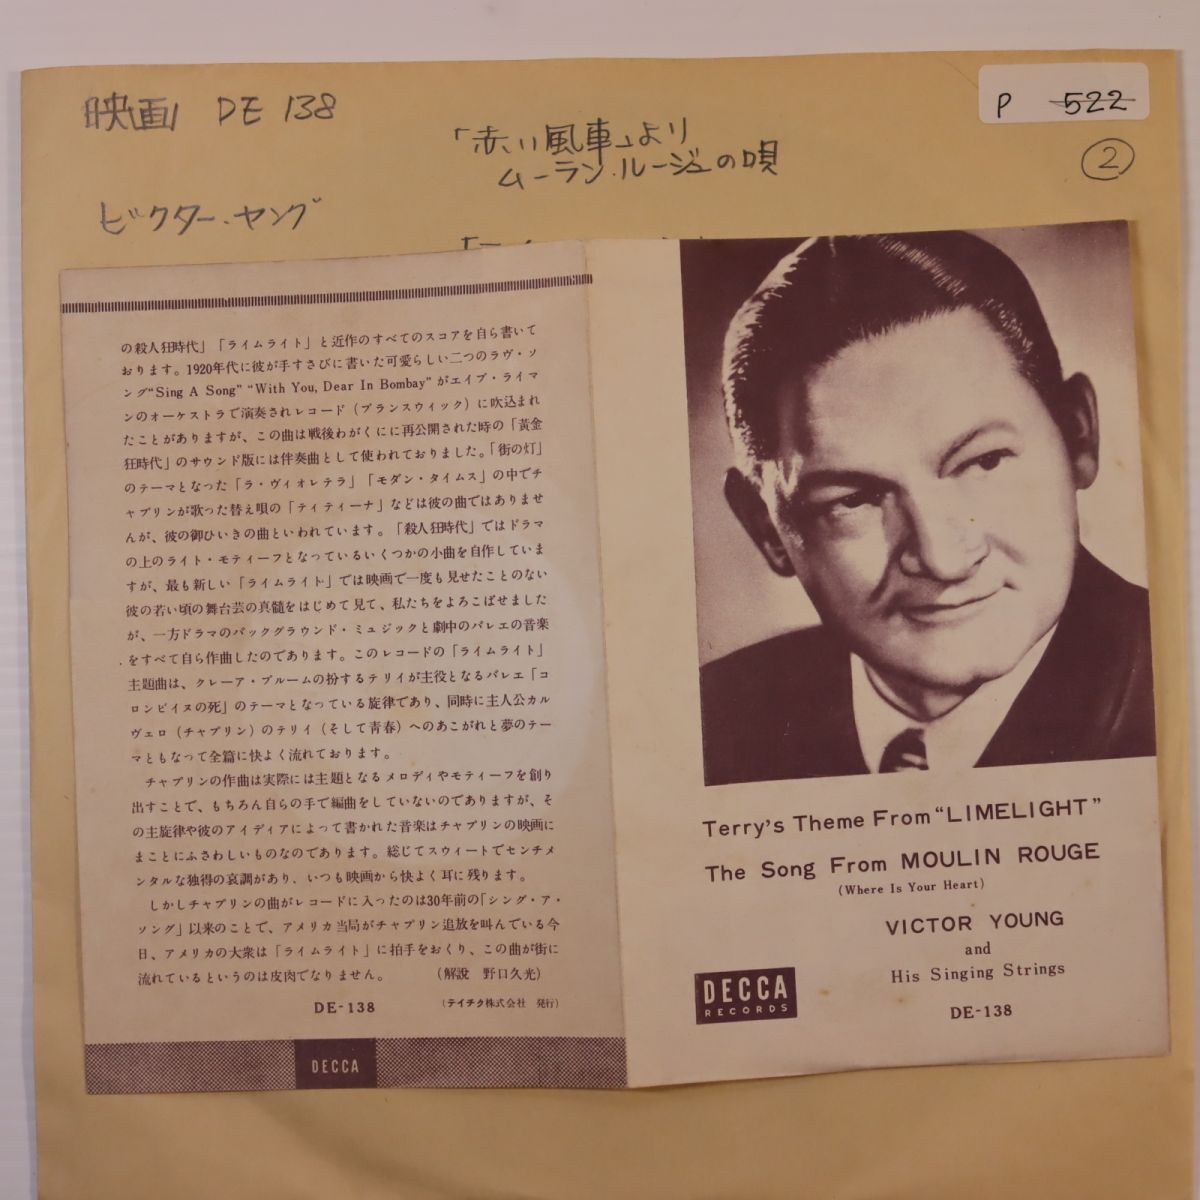 映画 DE 138
P 522
「赤い風車」より
ムーラン・ルージュの唄
②
ビクター・ヤング
の殺人狂時代」「ライムライト」と近作のすべてのスコアを自ら書いて
おります。1920年代に彼が手すさびに書いた可愛らしい二つのラヴ・ソ
ング“Sing A Song” “With You, Dear In Bombay” がエイブ・ライマ
ンのオーケストラで演奏されレコード（ブランスウィック）に吹込まれ
たことがありますが、この曲は戦後わがくにに再公開された時の「黃金
狂時代」のサウンド版には伴奏曲として使われておりました。「街の灯」
のテーマとなった「ラ・ヴィオレテラ」「モダン・タイムス」の中でチ
ャプリンが歌った替え唄の「ティティーナ」などは彼の曲ではありませ
んが、彼の御ひいきの曲といわれています。「殺人狂時代」ではドラマ
の上のライト・モティーフとなっているいくつかの小曲を自作していま
すが、最も新しい「ライムライト」では映画で一度も見せたことのない
彼の若い頃の舞台芸の真髄をはじめて見て、私たちをよろこばせました
が、一方ドラマのバックグラウンド・ミュジックと劇中のバレエの音楽
をすべて自ら作曲したのであります。このレコードの「ライムライト」
主題曲は、クレーア・ブルームの扮するテリイが主役となるバレエ「コ
ロンビイヌの死」のテーマとなっている旋律であり、同時に主人公カル
ヴェロ（チャプリン）のテリイ（そして青春）へのあこがれと夢のテー
マともなって全篇に快よく流れております。
チャプリンの作曲は実際には主題となるメロディやモティーフを創り
出すことで、もちろん自らの手で編曲をしていないのでありますが、そ
の主旋律や彼のアイディアによって書かれた音楽はチャプリンの映画に
まことにふさわしいものなのであります。総じてスウィートでセンチメ
ンタルな独得の哀調があり、いつも映画から快よく耳に残ります。
しかしチャプリンの曲がレコードに入ったのは30年前の「シング・ア・
ソング」以来のことで、アメリカ当局がチャプリン追放を叫んでいる今
日、アメリカの大衆は「ライムライト」に拍手をおくり、この曲が街に
流れているというのは皮肉でなりません。 （解説 野口久光）
DE-138 （テイチク株式会社 発行）
DECCA
Terry's Theme From “LIMELIGHT”
The Song From MOULIN ROUGE
(Where Is Your Heart)
VICTOR YOUNG
and
His Singing Strings
DE-138
DECCA
RECORDS